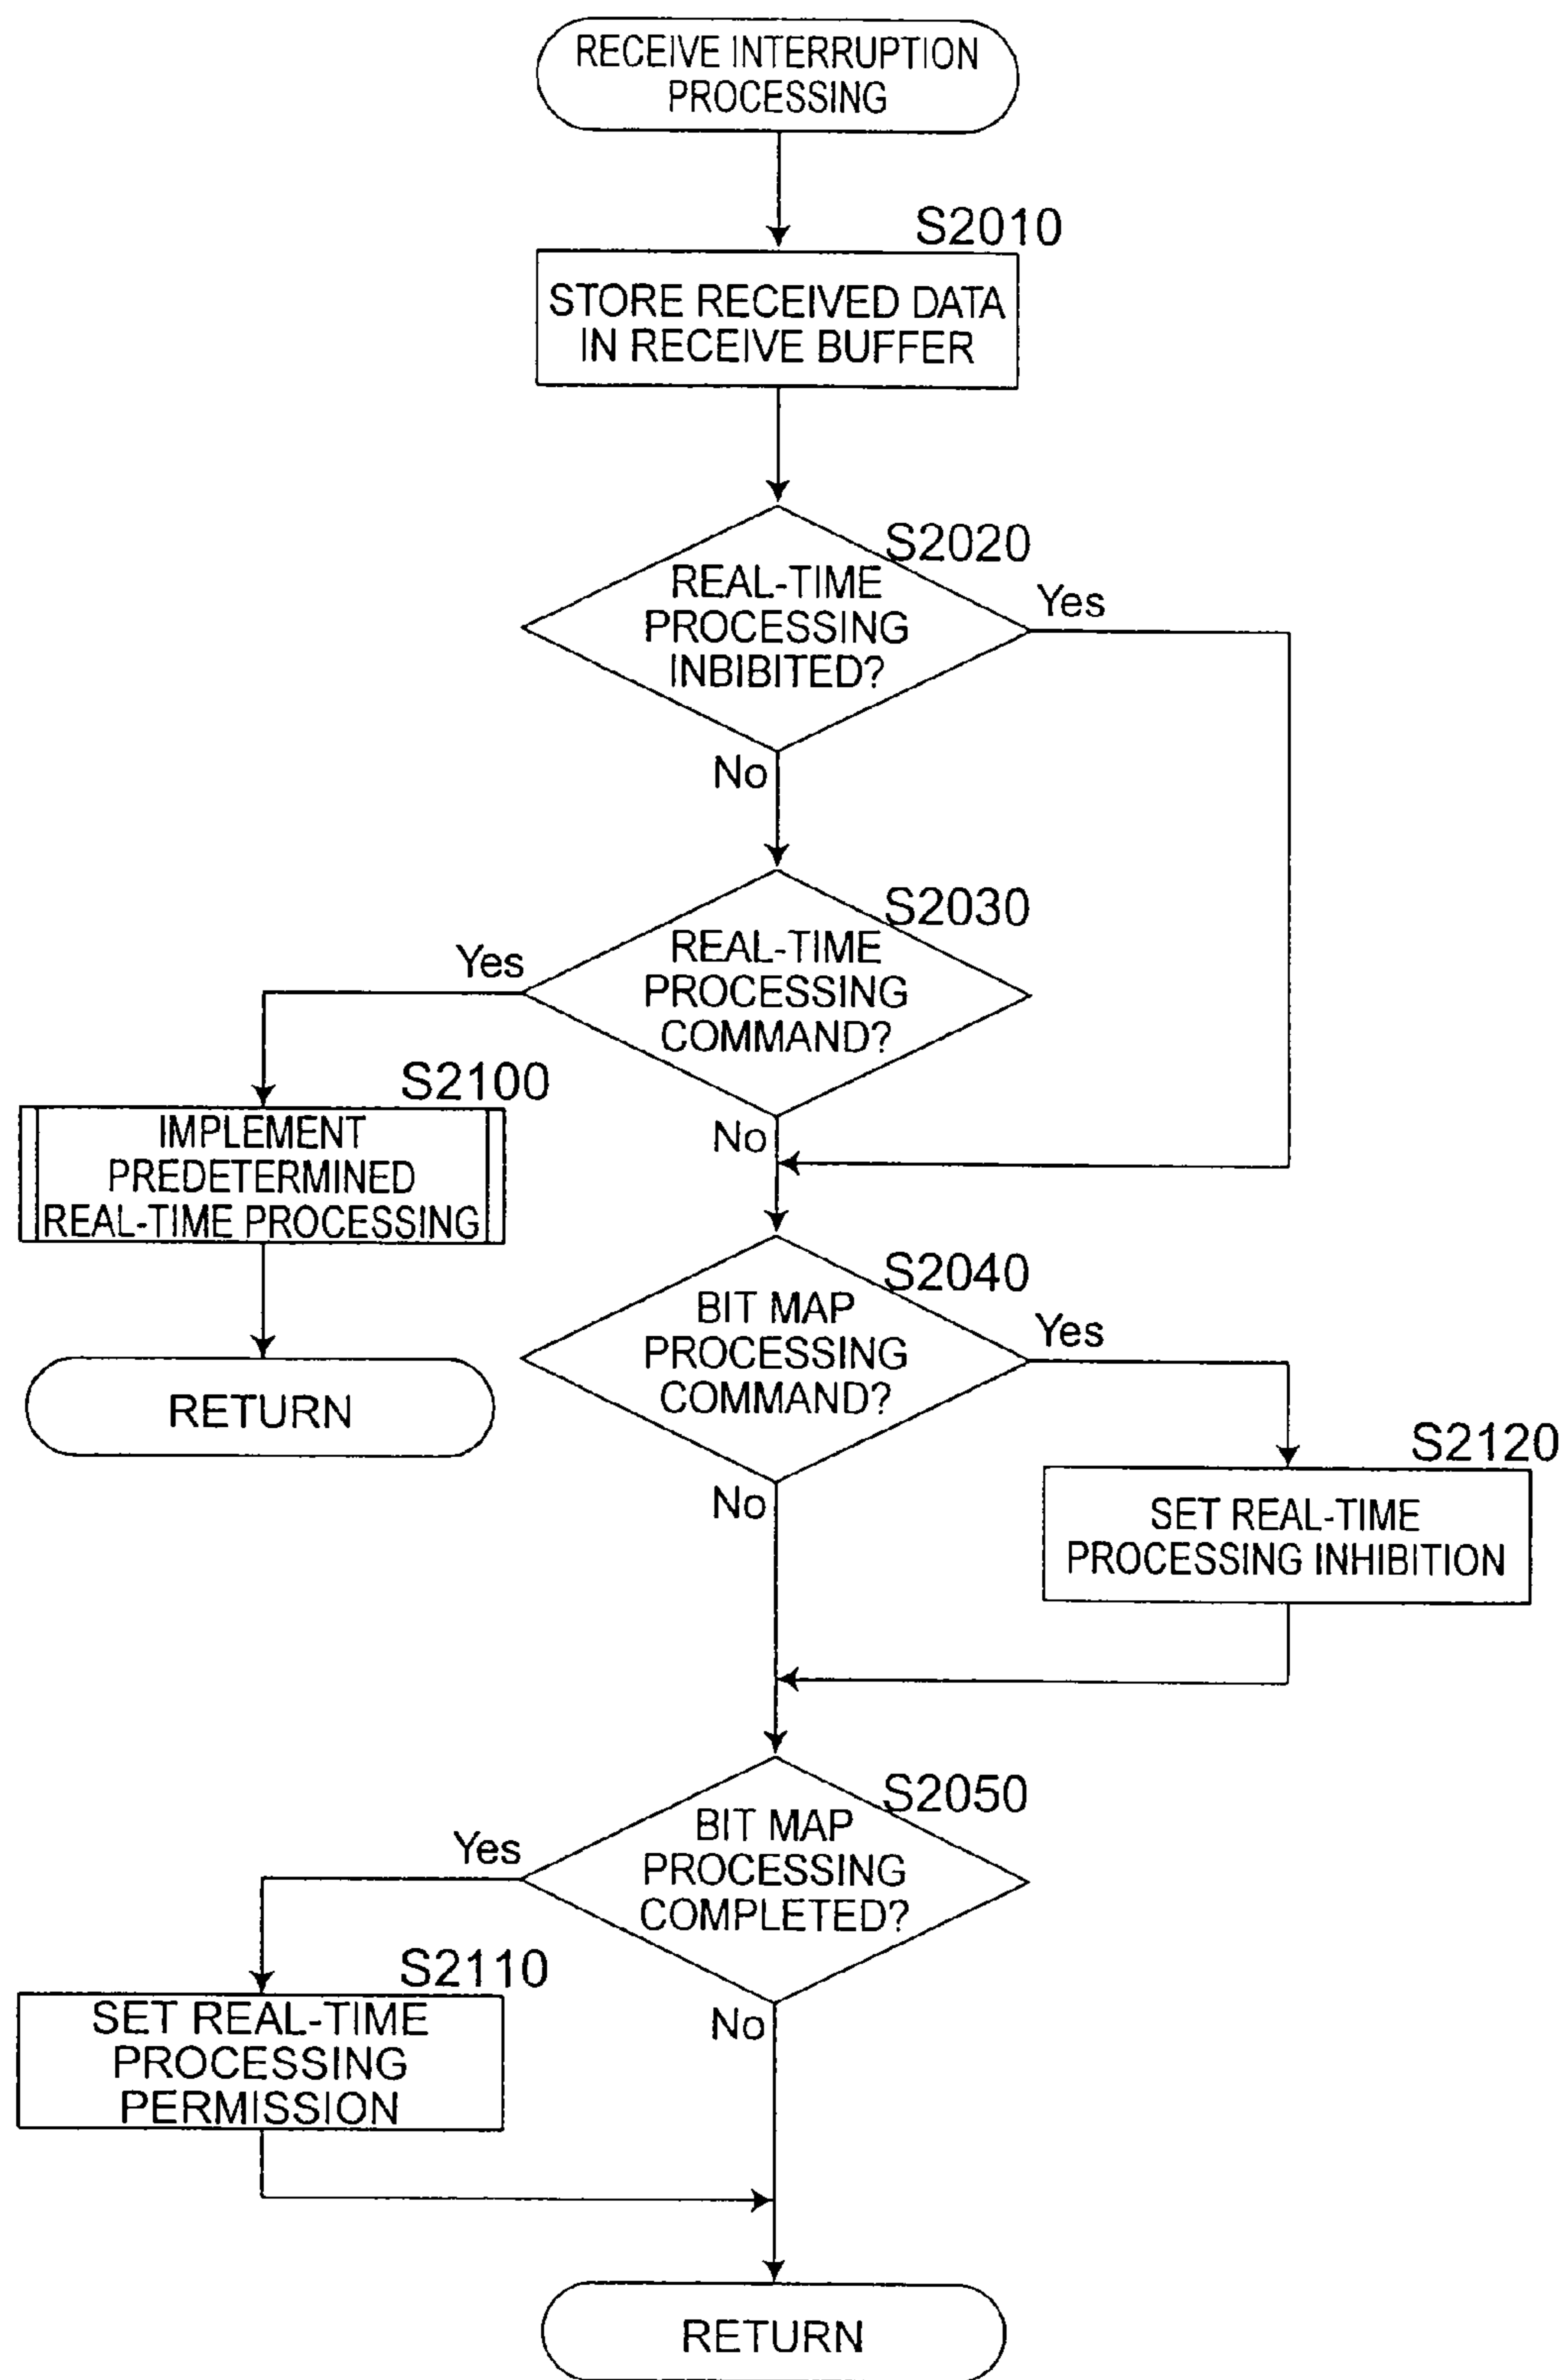 RECEIVE INTERRUPTION
PROCESSING
S2010
STORE RECEIVED DATA
IN RECEIVE BUFFER
S2020
REAL-TIME
PROCESSING
INBIBITED?
Yes
No
S2030
REAL-TIME
PROCESSING
COMMAND?
Yes
No
S2100
IMPLEMENT
PREDETERMINED
REAL-TIME PROCESSING
RETURN
S2040
BIT MAP
PROCESSING
COMMAND?
Yes
No
S2120
SET REAL-TIME
PROCESSING INHIBITION
S2050
BIT MAP
PROCESSING
COMPLETED?
Yes
No
S2110
SET REAL-TIME
PROCESSING
PERMISSION
RETURN